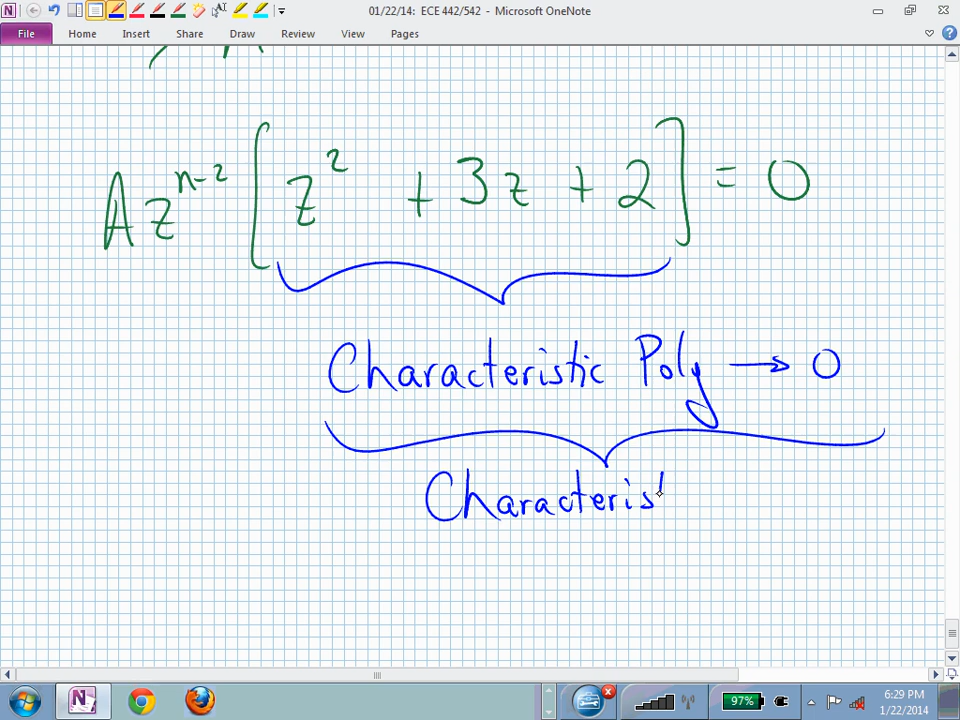 01/22/14: ECE 442/542 - Microsoft OneNote
File Home Insert Share Draw Review View Pages
Az^{n-2} [z^2 + 3z + 2] = 0
Characteristic Poly → 0
Characterist
97%
6:29 PM
1/22/2014